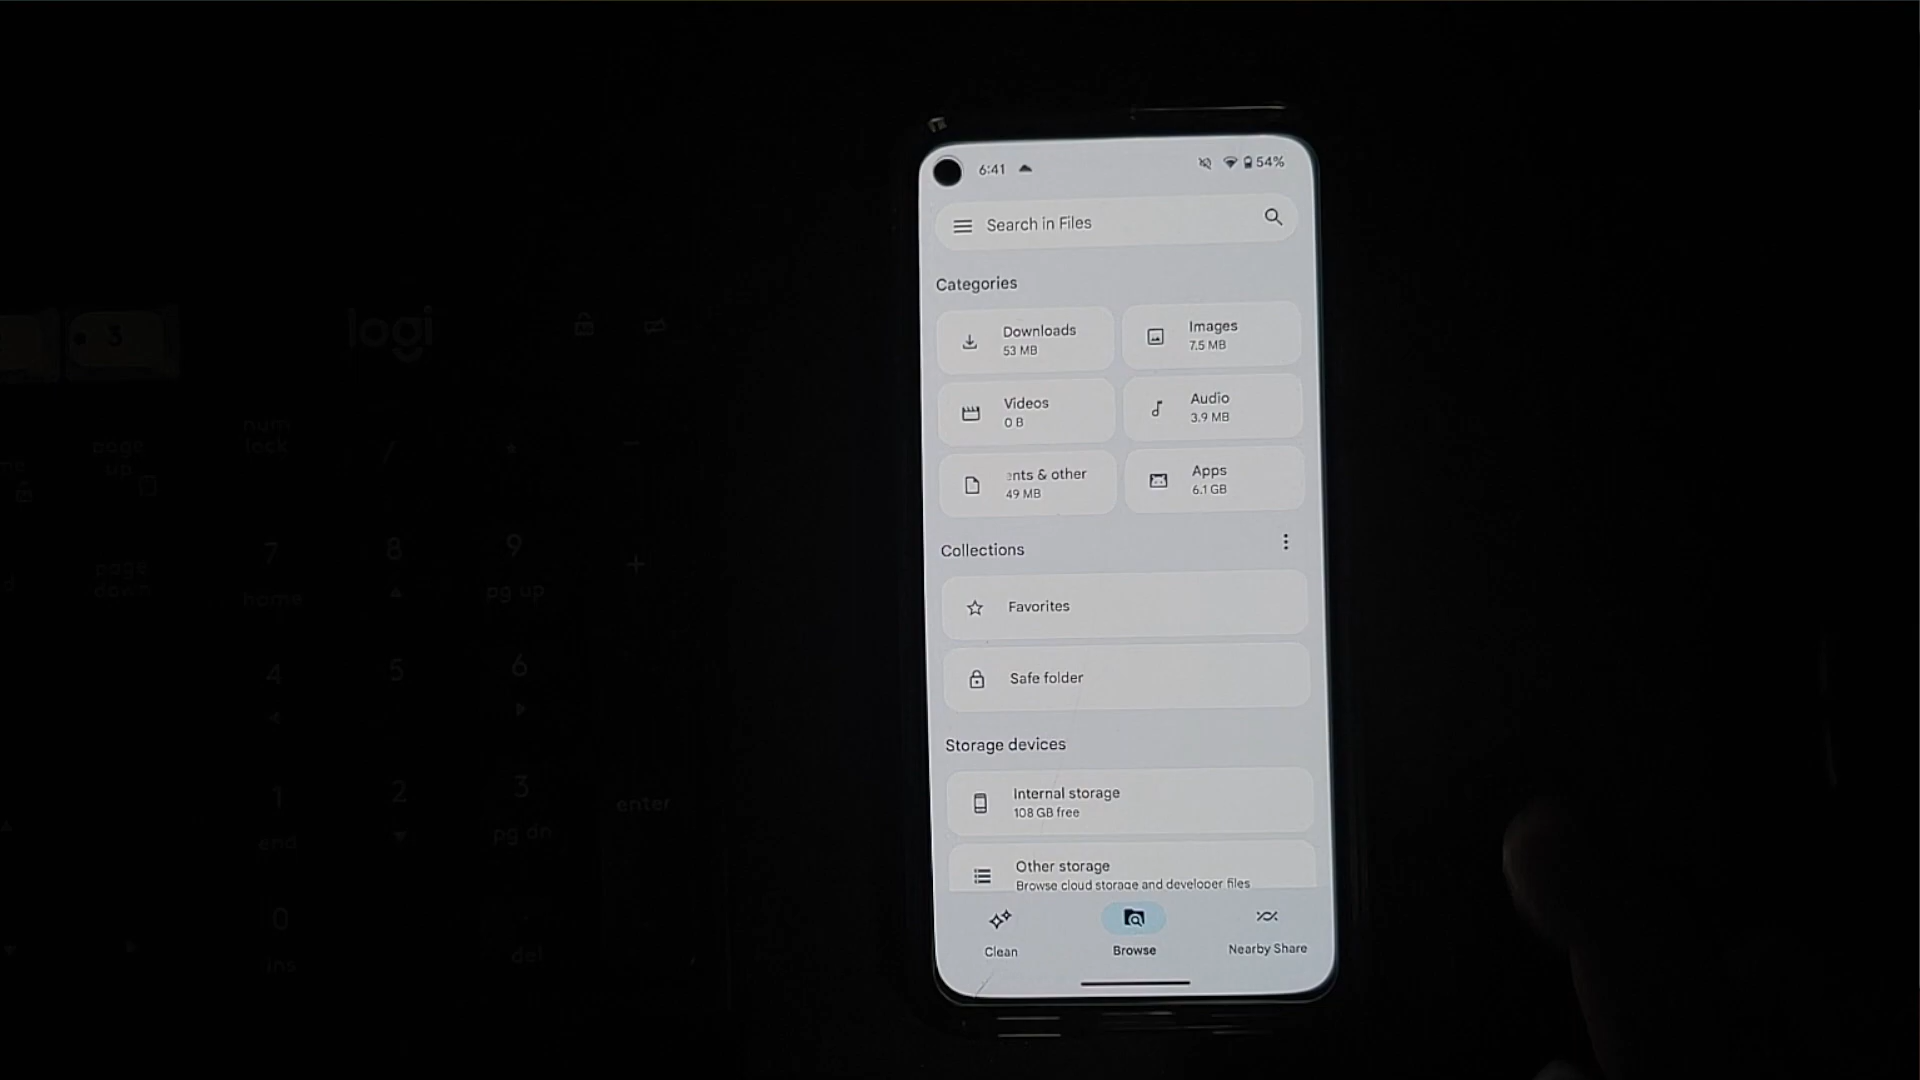 6:41
54%
Search in Files
Categories
Downloads
53 MB
Images
7.5 MB
Videos
0 B
Audio
3.9 MB
nts & other
49 MB
Apps
6.1 GB
Collections
Favorites
Safe folder
Storage devices
Internal storage
108 GB free
Other storage
Browse cloud storage and developer files
Clean
Browse
Nearby Share
3
logi
num
lock
/
*
-
page
up
7
home
8
9
pg up
+
page
down
4
5
6
1
end
2
3
pg dn
enter
0
ins
del